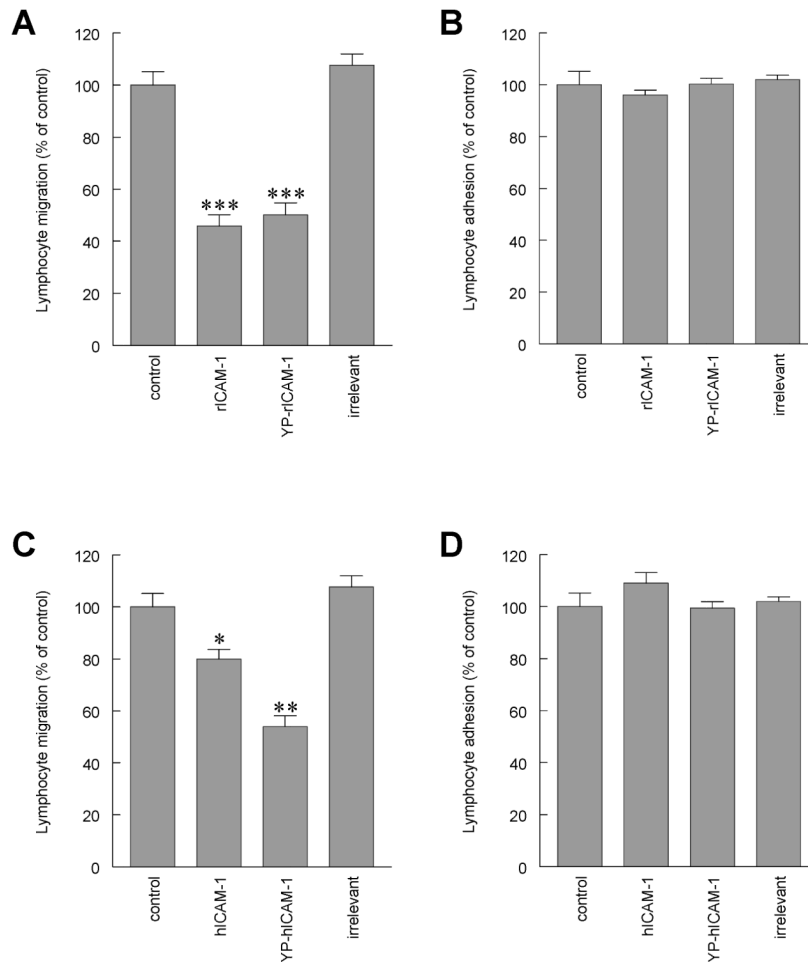 A
Lymphocyte migration (% of control)
120
100
80
60
40
20
0
***
***
control
rICAM-1
YP-rICAM-1
irrelevant
B
Lymphocyte adhesion (% of control)
120
100
80
60
40
20
0
control
rICAM-1
YP-rICAM-1
irrelevant
C
Lymphocyte migration (% of control)
120
100
80
60
40
20
0
*
**
control
hICAM-1
YP-hICAM-1
irrelevant
D
Lymphocyte adhesion (% of control)
120
100
80
60
40
20
0
control
hICAM-1
YP-hICAM-1
irrelevant